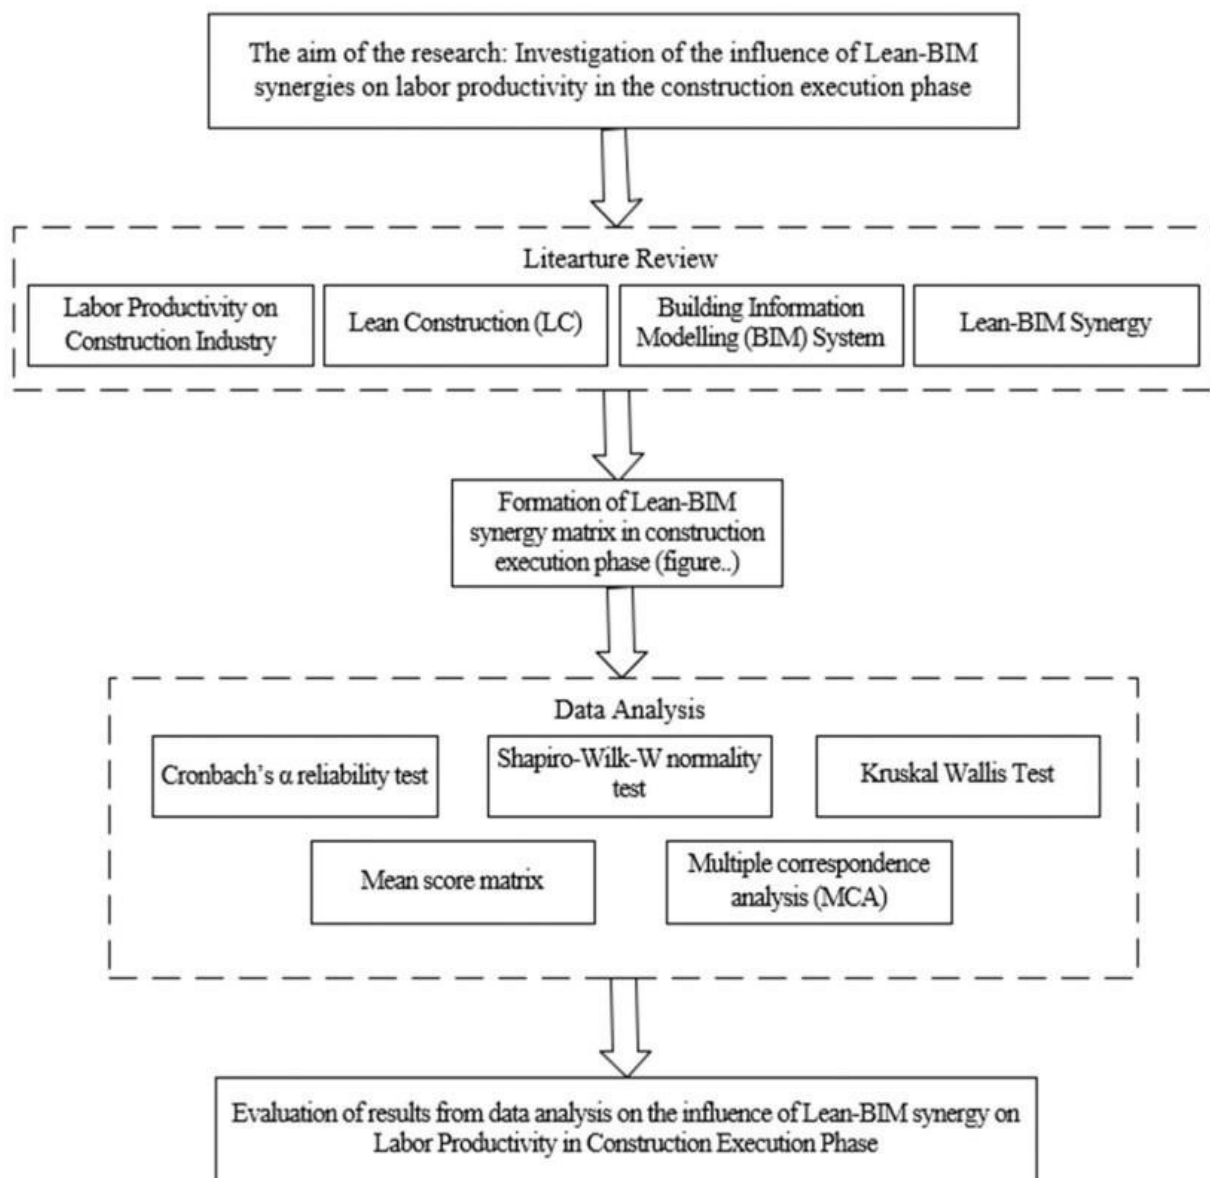 The aim of the research: Investigation of the influence of Lean-BIM
synergies on labor productivity in the construction execution phase
Litearture Review
Labor Productivity on
Construction Industry
Lean Construction (LC)
Building Information
Modelling (BIM) System
Lean-BIM Synergy
Formation of Lean-BIM
synergy matrix in construction
execution phase (figure..)
Data Analysis
Cronbach's α reliability test
Shapiro-Wilk-W normality
test
Kruskal Wallis Test
Mean score matrix
Multiple correspondence
analysis (MCA)
Evaluation of results from data analysis on the influence of Lean-BIM synergy on
Labor Productivity in Construction Execution Phase